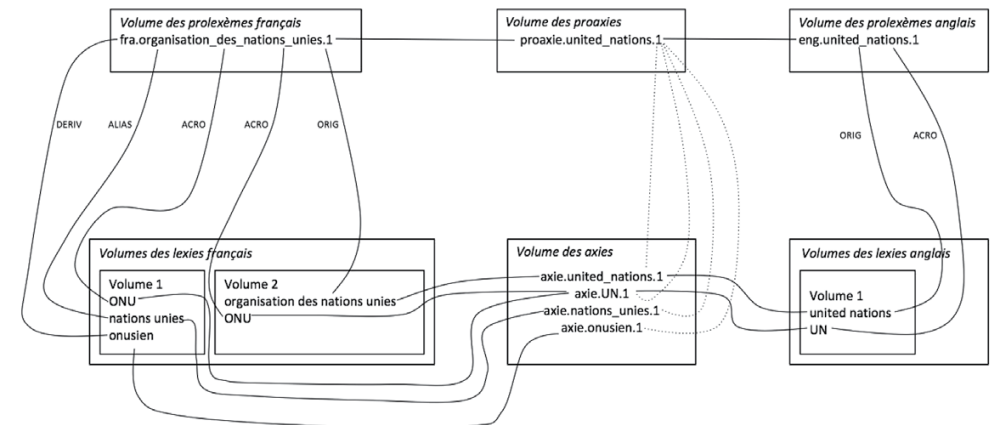 Volume des prolexèmes français
fra.organisation_des_nations_unies.1
Volume des proaxies
proaxie.united_nations.1
Volume des prolexèmes anglais
eng.united_nations.1
DERIV
ALIAS
ACRO
ACRO
ORIG
ORIG
ACRO
Volumes des lexies français
Volume 1
ONU
nations unies
onusien
Volume 2
organisation des nations unies
ONU
Volume des axies
axie.united_nations.1
axie.UN.1
axie.nations_unies.1
axie.onusien.1
Volumes des lexies anglais
Volume 1
united nations
UN